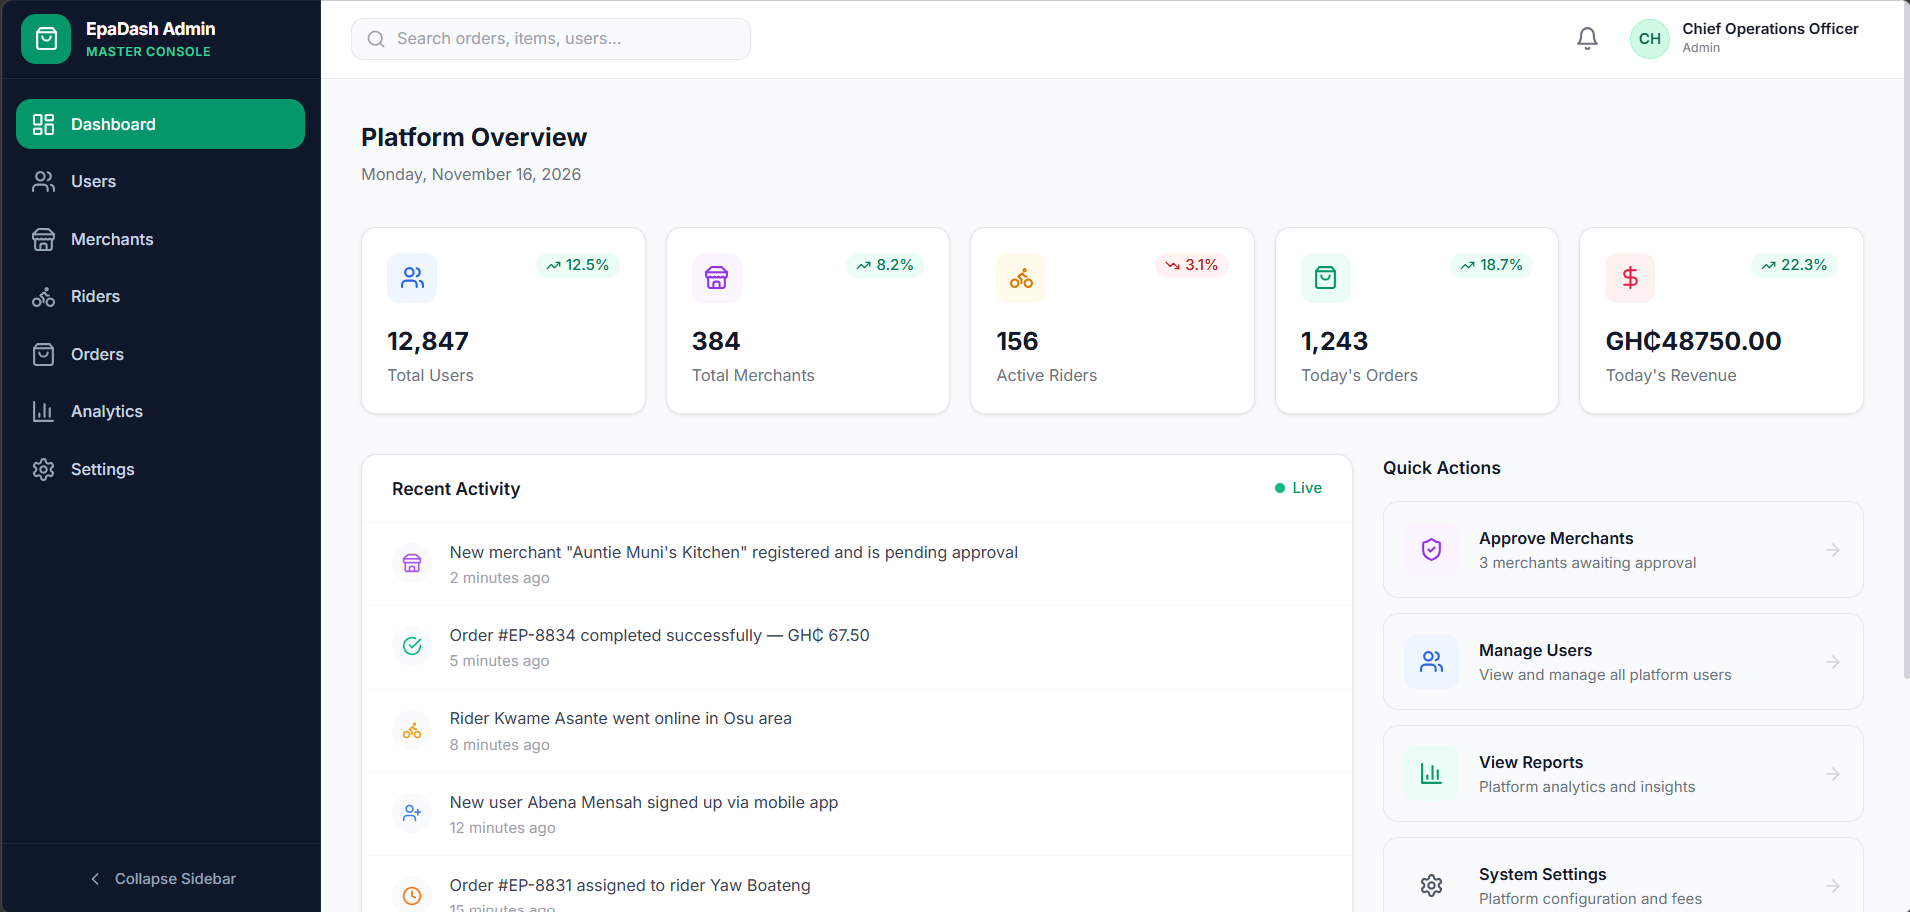 EpaDash Admin
MASTER CONSOLE
Search orders, items, users...
CH
Chief Operations Officer
Admin
Dashboard
Users
Merchants
Riders
Orders
Analytics
Settings
Collapse Sidebar
Platform Overview
Monday, November 16, 2026
12.5%
12,847
Total Users
8.2%
384
Total Merchants
3.1%
156
Active Riders
18.7%
1,243
Today's Orders
22.3%
GH₵48750.00
Today's Revenue
Recent Activity
Live
New merchant "Auntie Muni's Kitchen" registered and is pending approval
2 minutes ago
Order #EP-8834 completed successfully — GH₵ 67.50
5 minutes ago
Rider Kwame Asante went online in Osu area
8 minutes ago
New user Abena Mensah signed up via mobile app
12 minutes ago
Order #EP-8831 assigned to rider Yaw Boateng
15 minutes ago
Quick Actions
Approve Merchants
3 merchants awaiting approval
Manage Users
View and manage all platform users
View Reports
Platform analytics and insights
System Settings
Platform configuration and fees